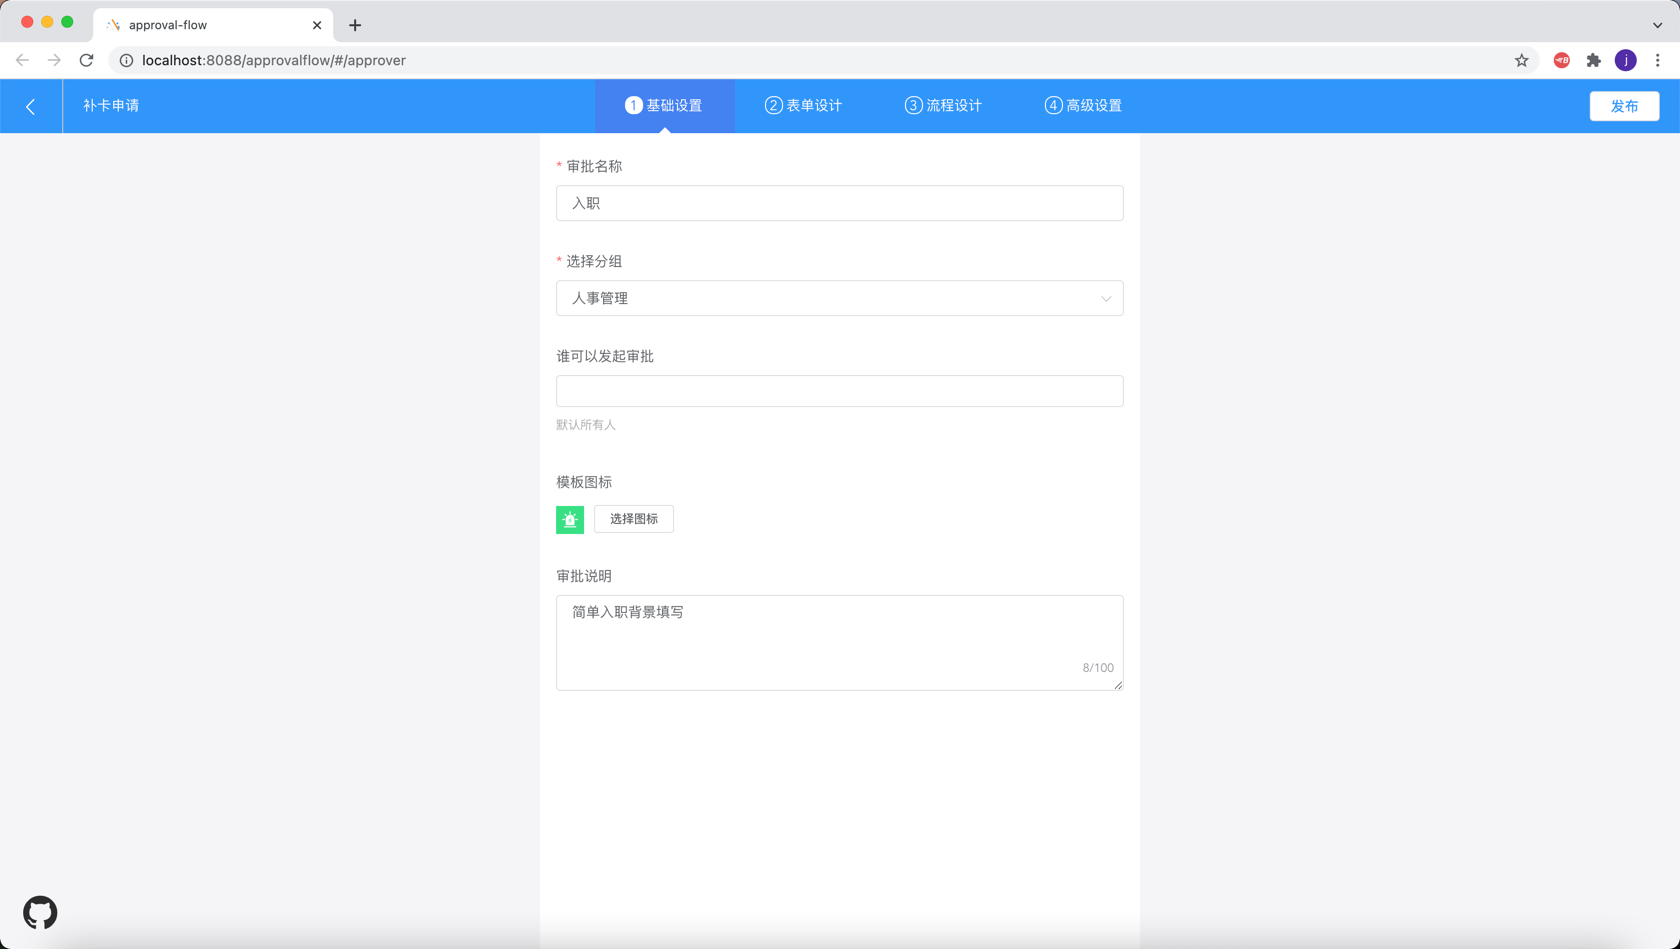 approval-flow
localhost:8088/approvalflow/#/approver
j
补卡申请
1 基础设置
2 表单设计
3 流程设计
4 高级设置
发布
* 审批名称
入职
* 选择分组
人事管理
谁可以发起审批
默认所有人
模板图标
选择图标
审批说明
简单入职背景填写
8/100